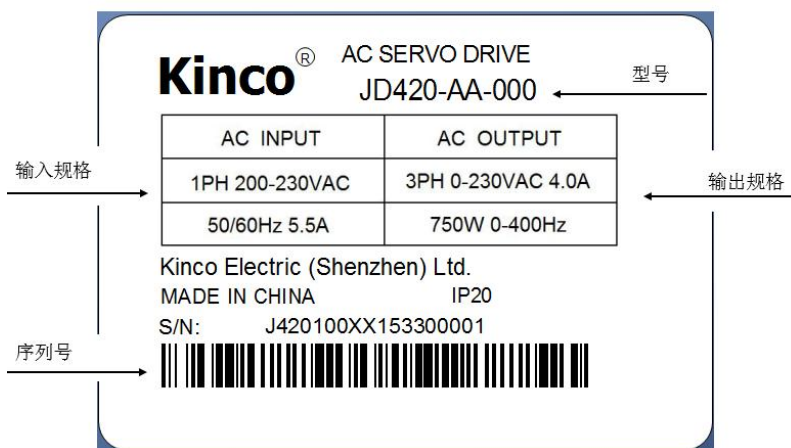 Kinco® AC SERVO DRIVE
JD420-AA-000
型号
AC INPUT AC OUTPUT
输入规格
1PH 200-230VAC 3PH 0-230VAC 4.0A
输出规格
50/60Hz 5.5A 750W 0-400Hz
Kinco Electric (Shenzhen) Ltd.
MADE IN CHINA IP20
S/N: J420100XX153300001
序列号